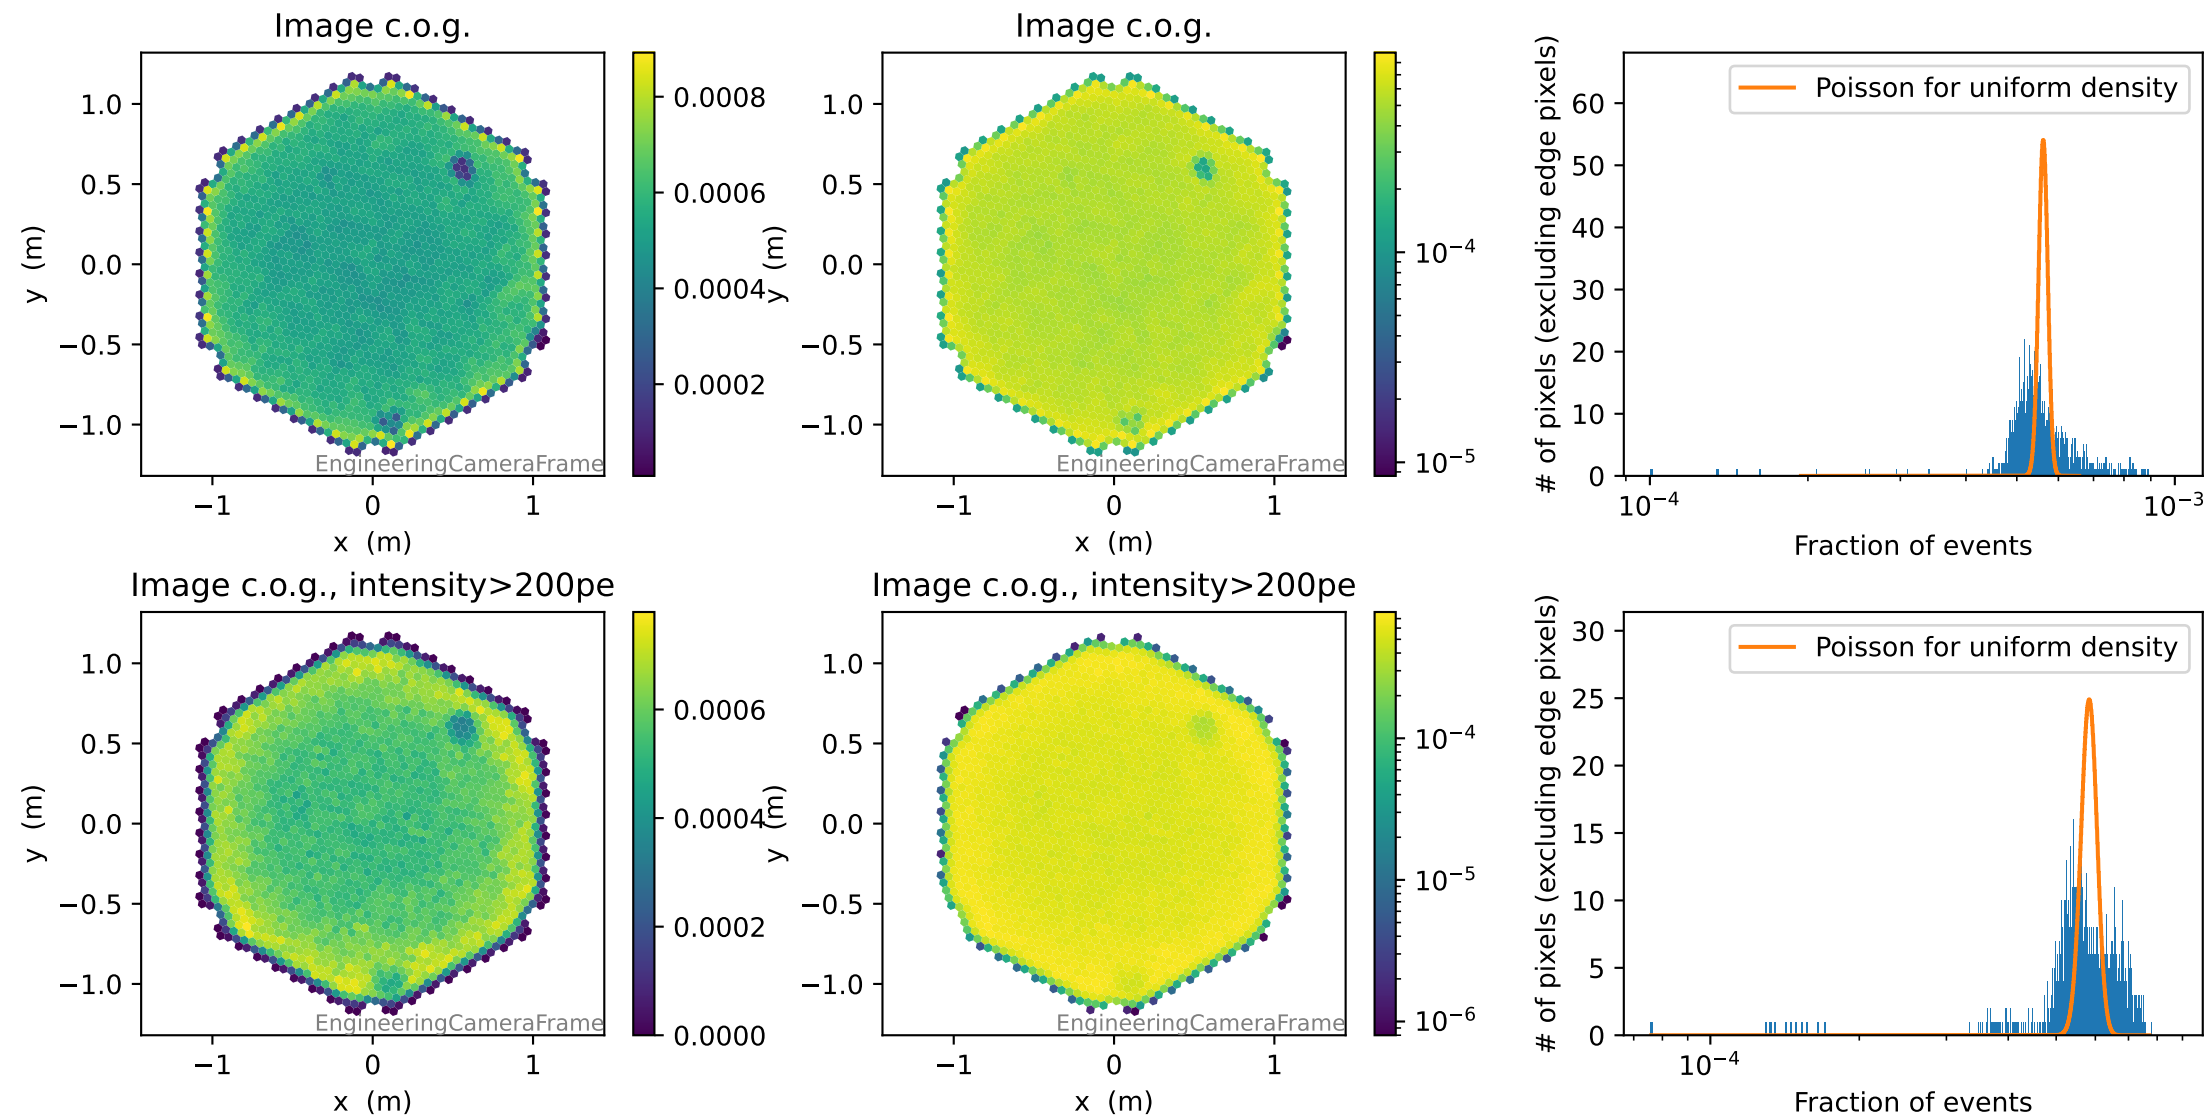 Image c.o.g.
1.0
0.5
0.0
−0.5
−1.0
y (m)
−1
0
1
x (m)
EngineeringCameraFrame
0.0008
0.0006
0.0004
0.0002
Image c.o.g.
1.0
0.5
0.0
−0.5
−1.0
y (m)
−1
0
1
x (m)
EngineeringCameraFrame
10⁻⁴
10⁻⁵
# of pixels (excluding edge pixels)
60
50
40
30
20
10
0
Poisson for uniform density
10⁻⁴
10⁻³
Fraction of events
Image c.o.g., intensity>200pe
1.0
0.5
0.0
−0.5
−1.0
y (m)
−1
0
1
x (m)
EngineeringCameraFrame
0.0006
0.0004
0.0002
0.0000
Image c.o.g., intensity>200pe
1.0
0.5
0.0
−0.5
−1.0
y (m)
−1
0
1
x (m)
EngineeringCameraFrame
10⁻⁴
10⁻⁵
10⁻⁶
# of pixels (excluding edge pixels)
30
25
20
15
10
5
0
Poisson for uniform density
10⁻⁴
Fraction of events